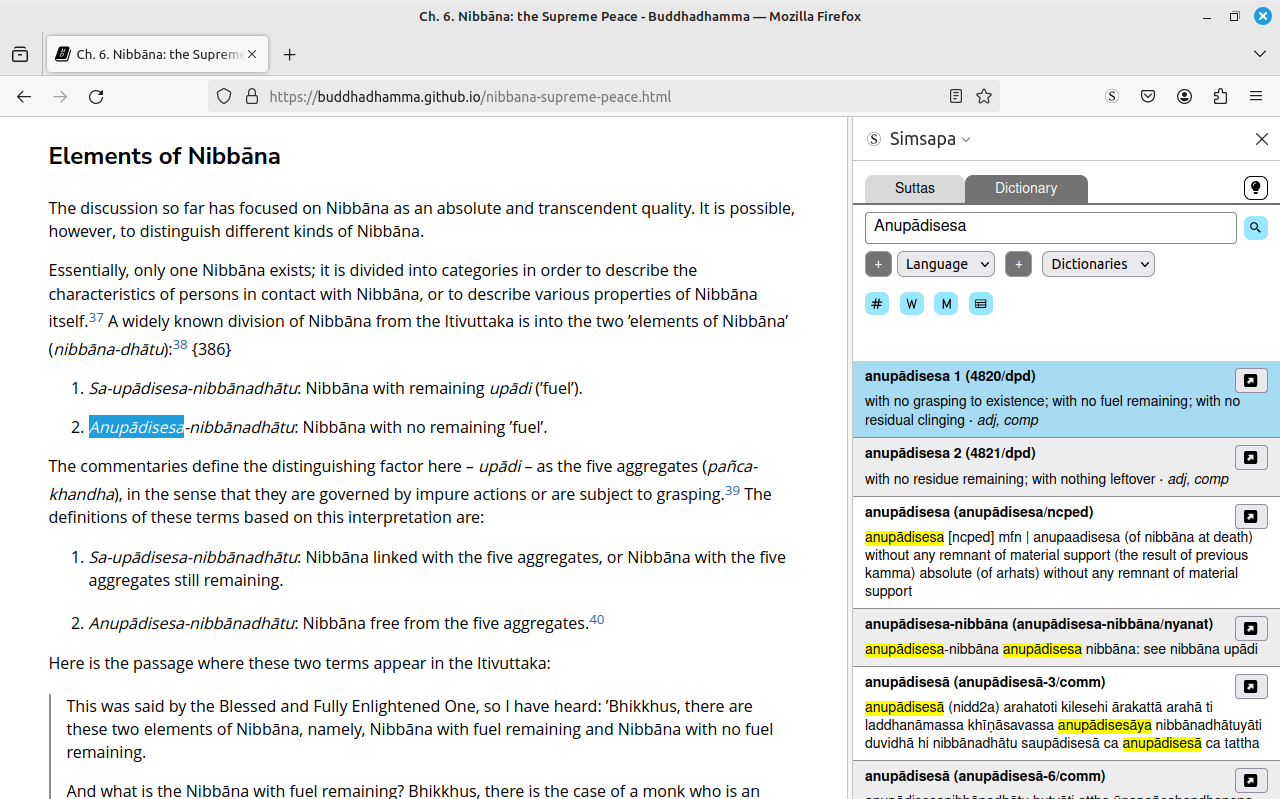 Ch. 6. Nibbāna: the Supreme Peace - Buddhadhamma — Mozilla Firefox
Ch. 6. Nibbāna: the Supreme
https://buddhadhamma.github.io/nibbana-supreme-peace.html
Elements of Nibbāna
The discussion so far has focused on Nibbāna as an absolute and transcendent quality. It is possible,
however, to distinguish different kinds of Nibbāna.
Essentially, only one Nibbāna exists; it is divided into categories in order to describe the
characteristics of persons in contact with Nibbāna, or to describe various properties of Nibbāna
itself.37 A widely known division of Nibbāna from the Itivuttaka is into the two ’elements of Nibbāna’
(nibbāna-dhātu):38 {386}
1. Sa-upādisesa-nibbānadhātu: Nibbāna with remaining upādi (’fuel’).
2. Anupādisesa-nibbānadhātu: Nibbāna with no remaining ’fuel’.
The commentaries define the distinguishing factor here – upādi – as the five aggregates (pañca-
khandha), in the sense that they are governed by impure actions or are subject to grasping.39 The
definitions of these terms based on this interpretation are:
1. Sa-upādisesa-nibbānadhātu: Nibbāna linked with the five aggregates, or Nibbāna with the five
aggregates still remaining.
2. Anupādisesa-nibbānadhātu: Nibbāna free from the five aggregates.40
Here is the passage where these two terms appear in the Itivuttaka:
This was said by the Blessed and Fully Enlightened One, so I have heard: ’Bhikkhus, there are
these two elements of Nibbāna, namely, Nibbāna with fuel remaining and Nibbāna with no fuel
remaining.
And what is the Nibbāna with fuel remaining? Bhikkhus, there is the case of a monk who is an
S Simsapa
Suttas Dictionary
Anupādisesa
+ Language + Dictionaries
# W M
anupādisesa 1 (4820/dpd)
with no grasping to existence; with no fuel remaining; with no
residual clinging · adj, comp
anupādisesa 2 (4821/dpd)
with no residue remaining; with nothing leftover · adj, comp
anupādisesa (anupādisesa/ncped)
anupādisesa [ncped] mfn | anupaadisesa (of nibbāna at death)
without any remnant of material support (the result of previous
kamma) absolute (of arhats) without any remnant of material
support
anupādisesa-nibbāna (anupādisesa-nibbāna/nyanat)
anupādisesa-nibbāna anupādisesa nibbāna: see nibbāna upādi
anupādisesā (anupādisesā-3/comm)
anupādisesā (nidd2a) arahatoti kilesehi ārakattā arahā ti
laddhanāmassa khīṇāsavassa anupādisesāya nibbānadhātuyāti
duvidhā hi nibbānadhātu saupādisesā ca anupādisesā ca tattha
anupādisesā (anupādisesā-6/comm)